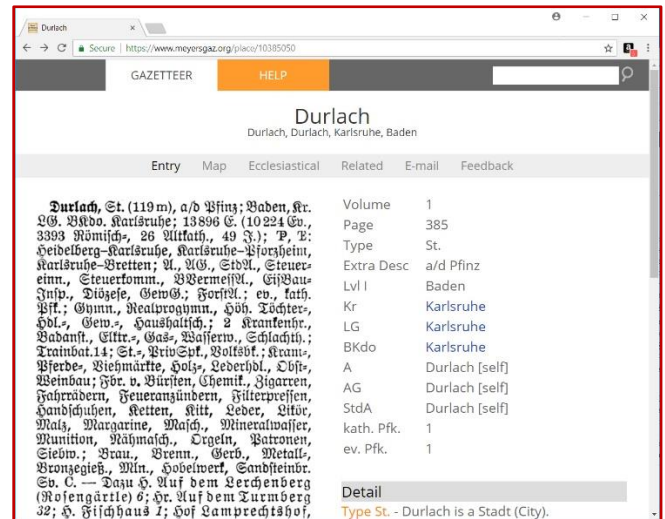 Durlach
Secure | https://www.meyersgaz.org/place/10385050
GAZETTEER
HELP
Durlach
Durlach, Durlach, Karlsruhe, Baden
Entry Map Ecclesiastical Related E-mail Feedback
Durlach, St. (119 m), a/d Pfinz; Baden, Kr.
LG. BKdo. Karlsruhe; 13896 E. (10224 Ev.,
3393 Römisch-, 26 Altkath., 49 J.); P, T:
Heidelberg–Karlsruhe, Karlsruhe–Pforzheim,
Karlsruhe–Bretten; A., AG., StdA., Steuer-
einn., Steuerkomm., BVermessA., EisBau-
Insp., Diözese, GewG.; ForstA.; ev., kath.
Pfk.; Gymn., Realprogymn., Höh. Töchter-,
Hdl.-, Gew.-, Haushaltsch.; 2 Krankenhr.,
Badanst., Elktr.-, Gas-, Wasserw., Schlachth.;
Trainbat.14; St.-, PrivSpk., Volksbk.; Kram-,
Pferde-, Viehmärkte, Holz-, Lederhdl., Obst-,
Weinbau; Fbr. v. Bürsten, Chemik., Zigarren,
Fahrrädern, Feueranzündern, Filterpressen,
Handschuhen, Ketten, Kitt, Leder, Likör,
Malz, Margarine, Masch., Mineralwasser,
Munition, Nähmasch., Orgeln, Patronen,
Siebw.; Brau., Brenn., Gerb., Metall-,
Bronzegieß., Mln., Hobelwerk, Sandsteinbr.
Sv. C. — Dazu H. Auf dem Lerchenberg
(Rosengärtle) 6; Hr. Auf dem Turmberg
32; H. Fischhaus 1; Hof Lamprechtshof,
Volume 1
Page 385
Type St.
Extra Desc a/d Pfinz
Lvl I Baden
Kr Karlsruhe
LG Karlsruhe
BKdo Karlsruhe
A Durlach [self]
AG Durlach [self]
StdA Durlach [self]
kath. Pfk. 1
ev. Pfk. 1
Detail
Type St. - Durlach is a Stadt (City).